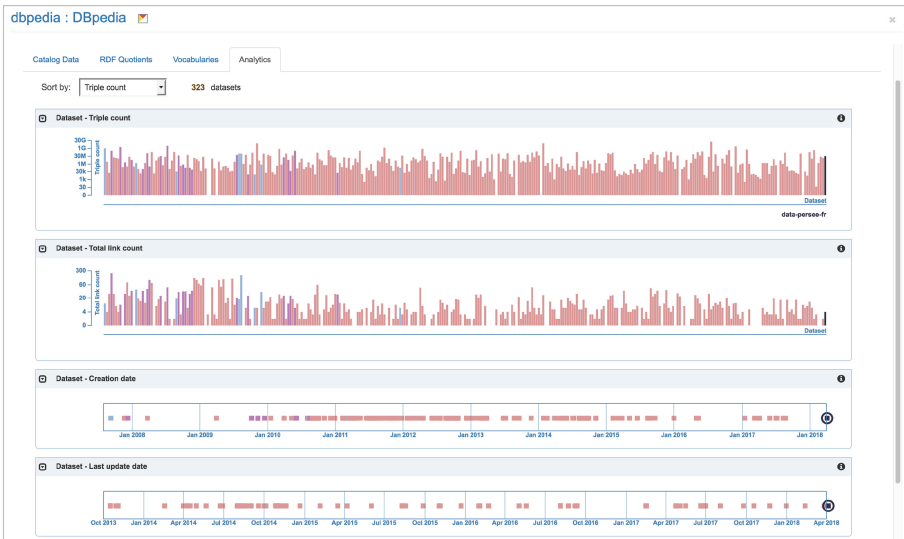 dbpedia : DBpedia
Catalog Data RDF Quotients Vocabularies Analytics
Sort by: Triple count 323 datasets
Dataset - Triple count
30G
1G
30M
1M
30k
1k
30
0
Triple count
Dataset
data-persee-fr
Dataset - Total link count
300
60
20
4
0
Total link count
Dataset
Dataset - Creation date
Jan 2008 Jan 2009 Jan 2010 Jan 2011 Jan 2012 Jan 2013 Jan 2014 Jan 2015 Jan 2016 Jan 2017 Jan 2018
Dataset - Last update date
Oct 2013 Jan 2014 Apr 2014 Jul 2014 Oct 2014 Jan 2015 Apr 2015 Jul 2015 Oct 2015 Jan 2016 Apr 2016 Jul 2016 Oct 2016 Jan 2017 Apr 2017 Jul 2017 Oct 2017 Jan 2018 Apr 2018